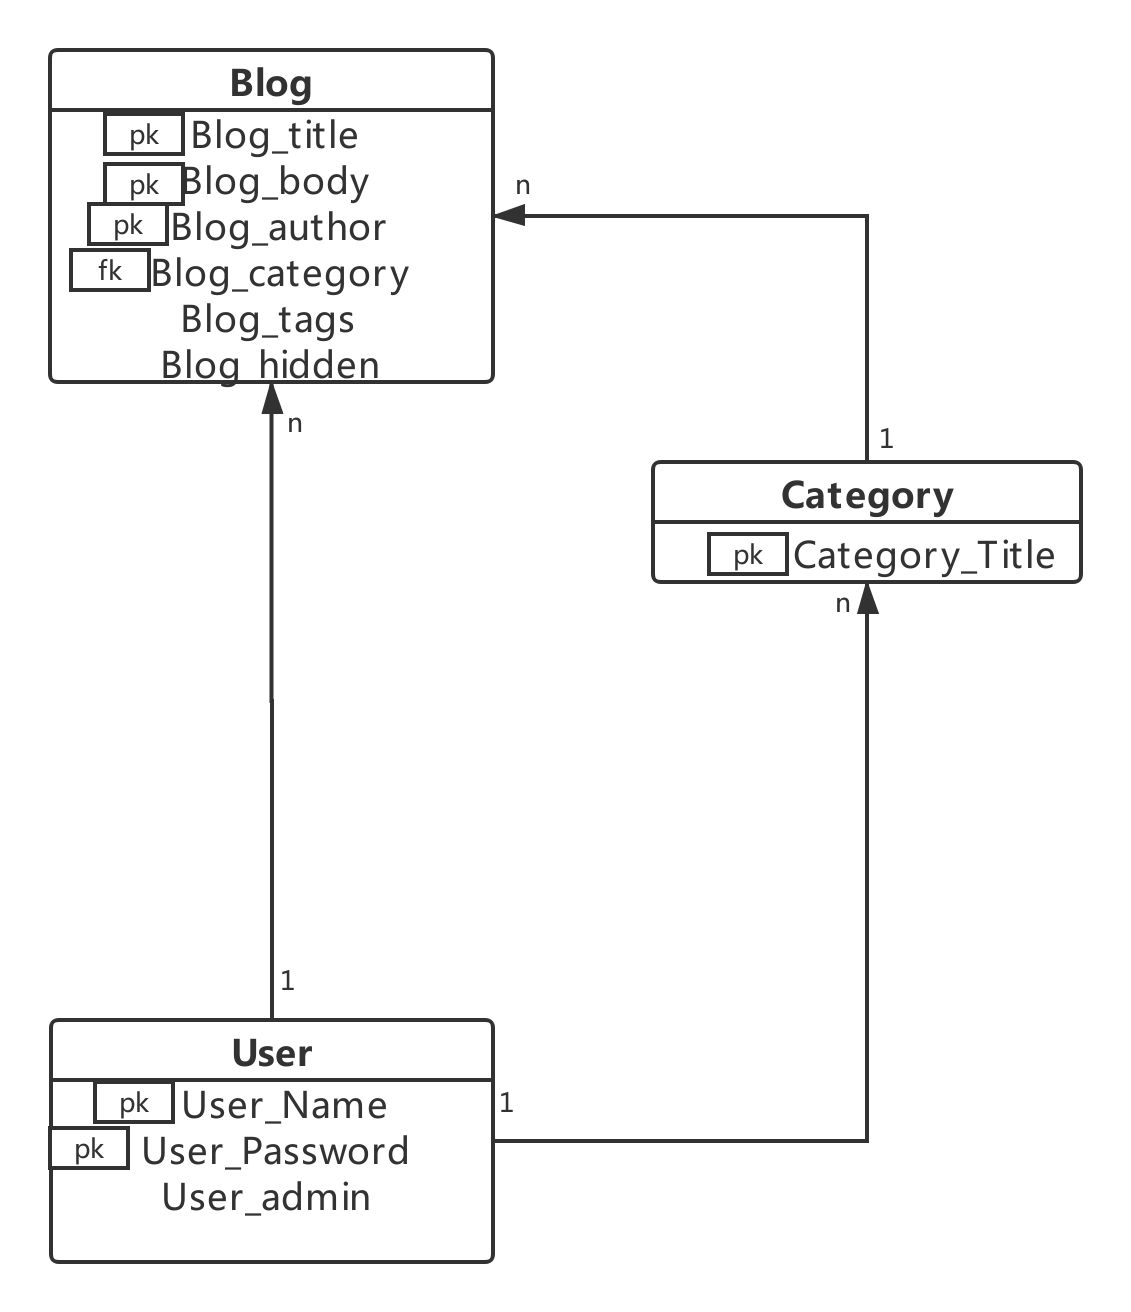 Blog
pk Blog_title
pk Blog_body
pk Blog_author
fk Blog_category
Blog_tags
Blog_hidden
n
n
1
Category
pk Category_Title
n
1
User
pk User_Name
1
pk User_Password
User_admin